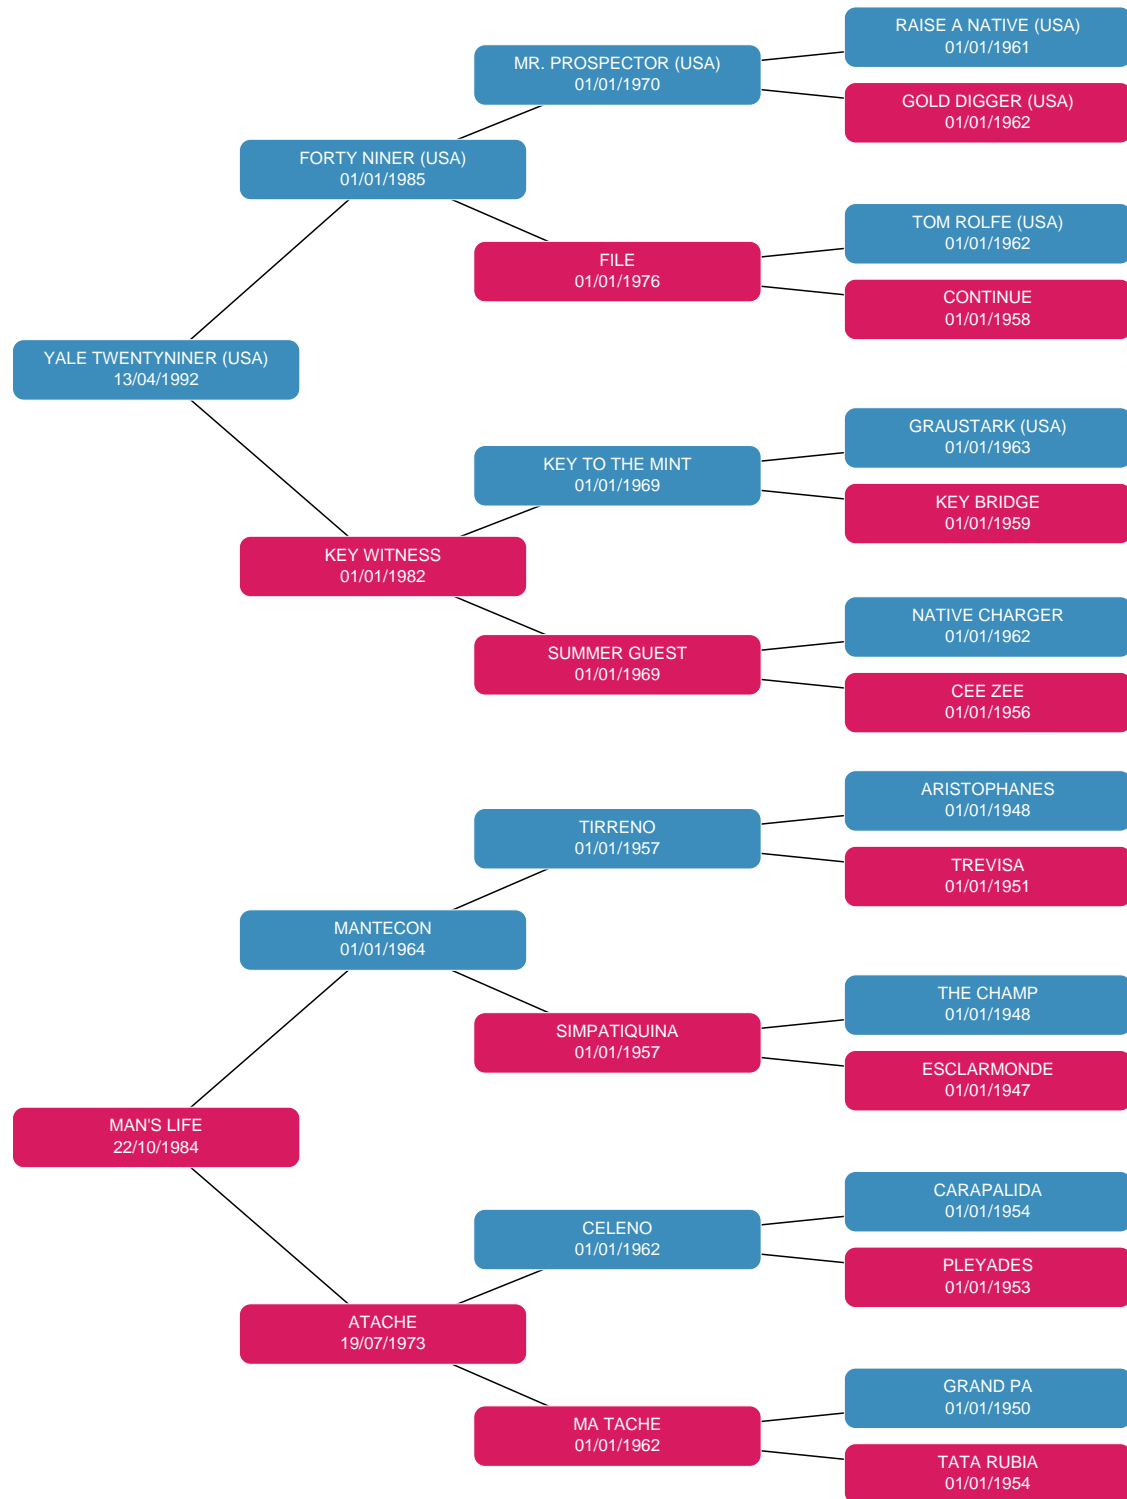 RAISE A NATIVE (USA)
01/01/1961
MR. PROSPECTOR (USA)
01/01/1970
GOLD DIGGER (USA)
01/01/1962
FORTY NINER (USA)
01/01/1985
TOM ROLFE (USA)
01/01/1962
FILE
01/01/1976
CONTINUE
01/01/1958
YALE TWENTYNINER (USA)
13/04/1992
GRAUSTARK (USA)
01/01/1963
KEY TO THE MINT
01/01/1969
KEY BRIDGE
01/01/1959
KEY WITNESS
01/01/1982
NATIVE CHARGER
01/01/1962
SUMMER GUEST
01/01/1969
CEE ZEE
01/01/1956
ARISTOPHANES
01/01/1948
TIRRENO
01/01/1957
TREVISA
01/01/1951
MANTECON
01/01/1964
THE CHAMP
01/01/1948
SIMPATIQUINA
01/01/1957
ESCLARMONDE
01/01/1947
MAN'S LIFE
22/10/1984
CARAPALIDA
01/01/1954
CELENO
01/01/1962
PLEYADES
01/01/1953
ATACHE
19/07/1973
GRAND PA
01/01/1950
MA TACHE
01/01/1962
TATA RUBIA
01/01/1954